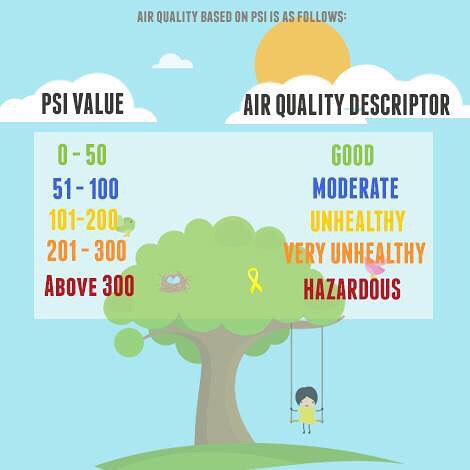 AIR QUALITY BASED ON PSI IS AS FOLLOWS:
PSI VALUE AIR QUALITY DESCRIPTOR
0 - 50 GOOD
51 - 100 MODERATE
101-200 UNHEALTHY
201 - 300 VERY UNHEALTHY
ABOVE 300 HAZARDOUS